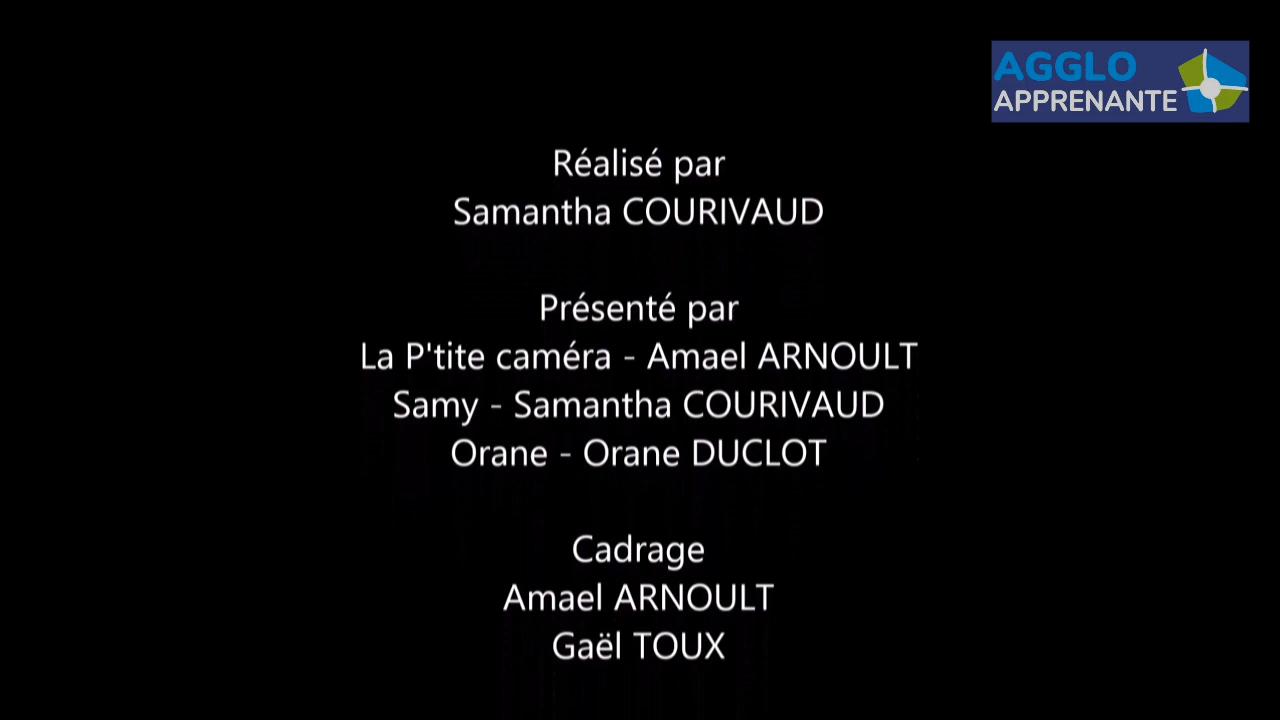 AGGLO
APPRENANTE
Réalisé par
Samantha COURIVAUD
Présenté par
La P'tite caméra - Amael ARNOULT
Samy - Samantha COURIVAUD
Orane - Orane DUCLOT
Cadrage
Amael ARNOULT
Gaël TOUX